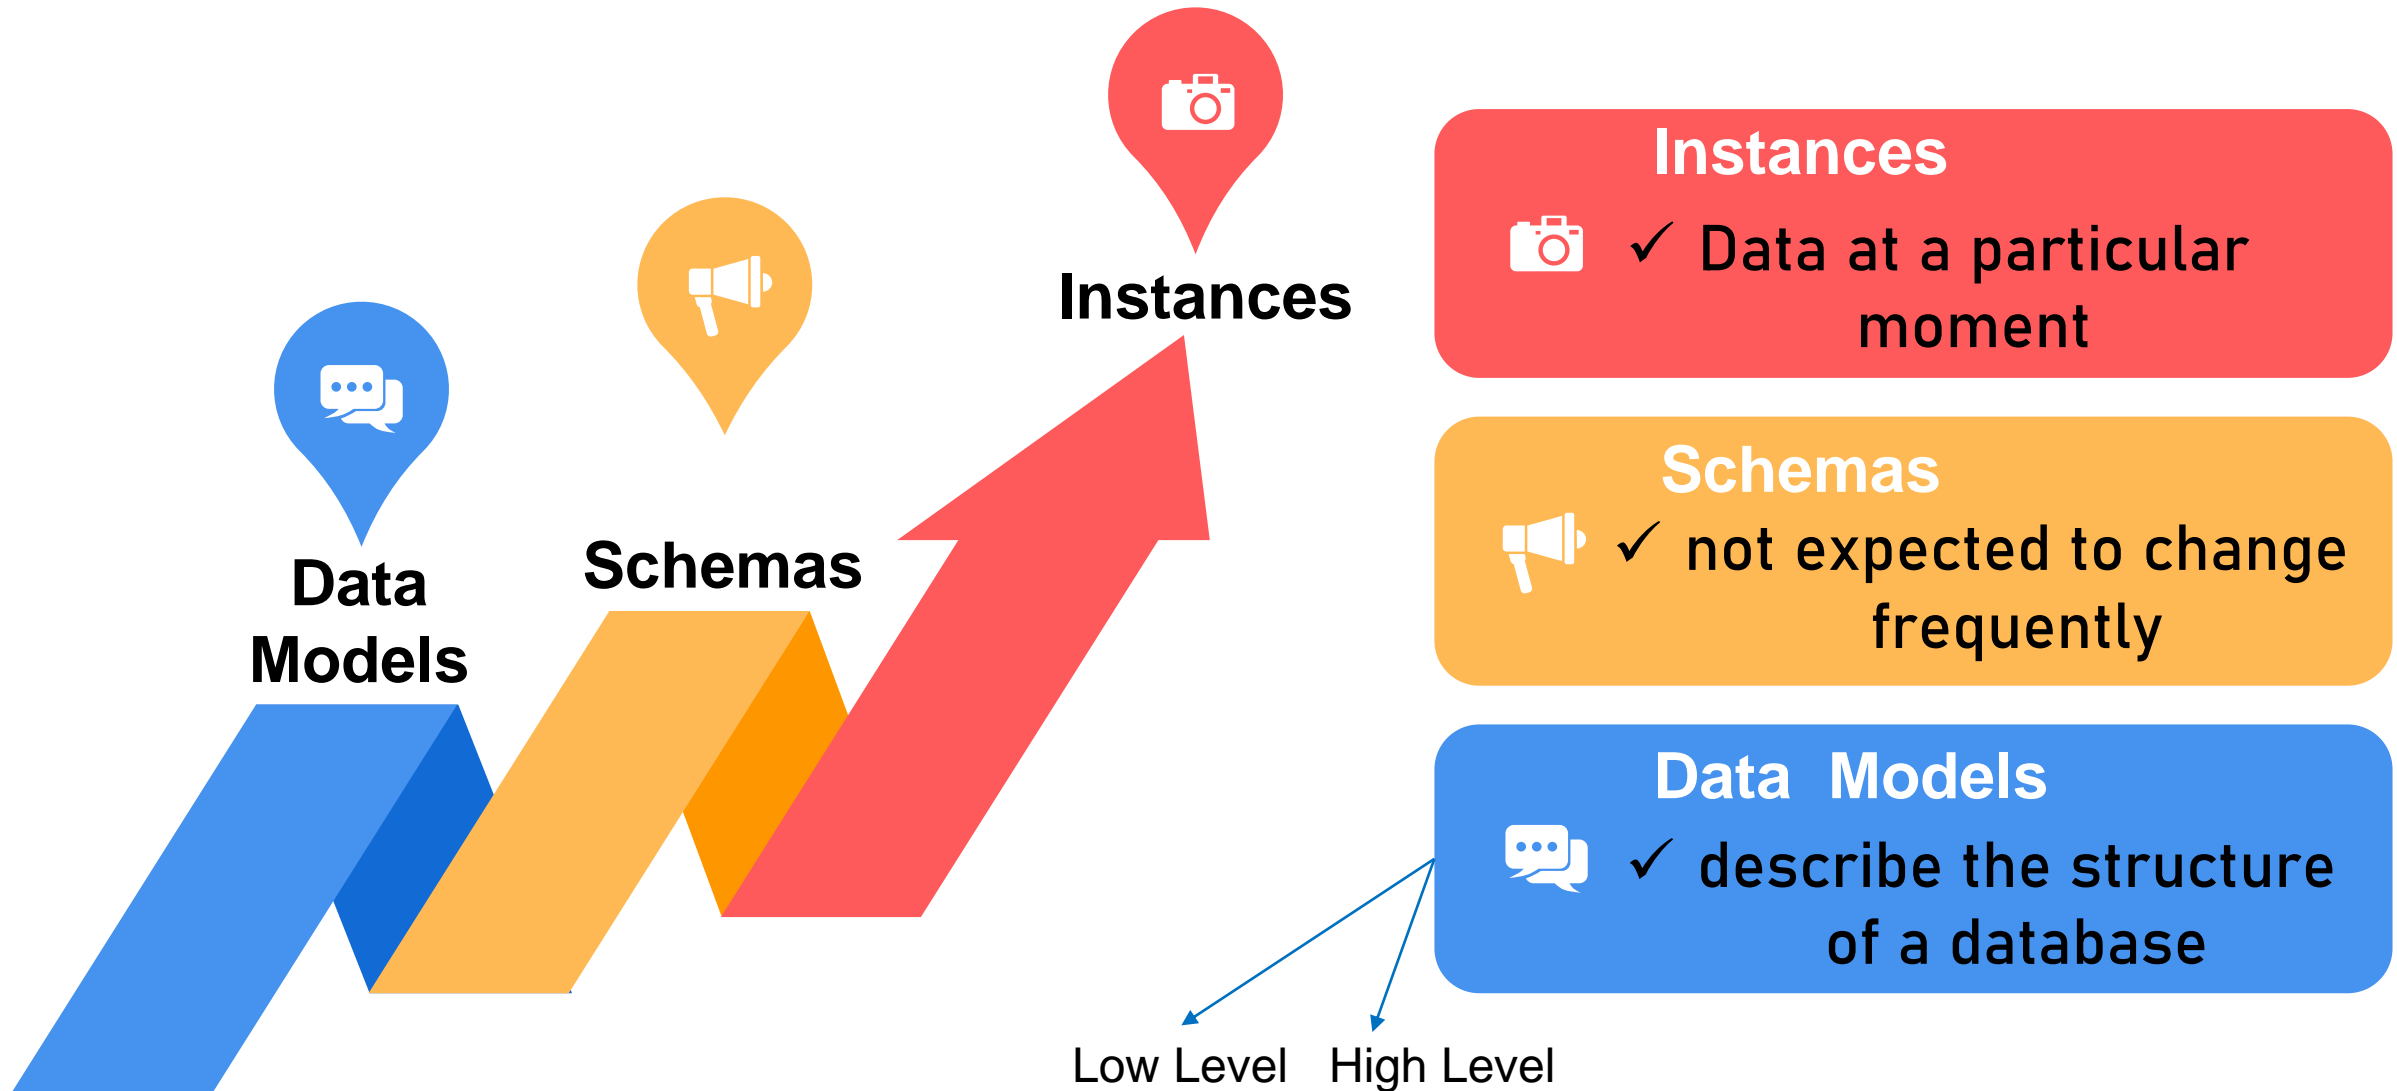 Data
Models
Schemas
Instances
Instances
✓ Data at a particular
moment
Schemas
✓ not expected to change
frequently
Data Models
✓ describe the structure
of a database
Low Level
High Level